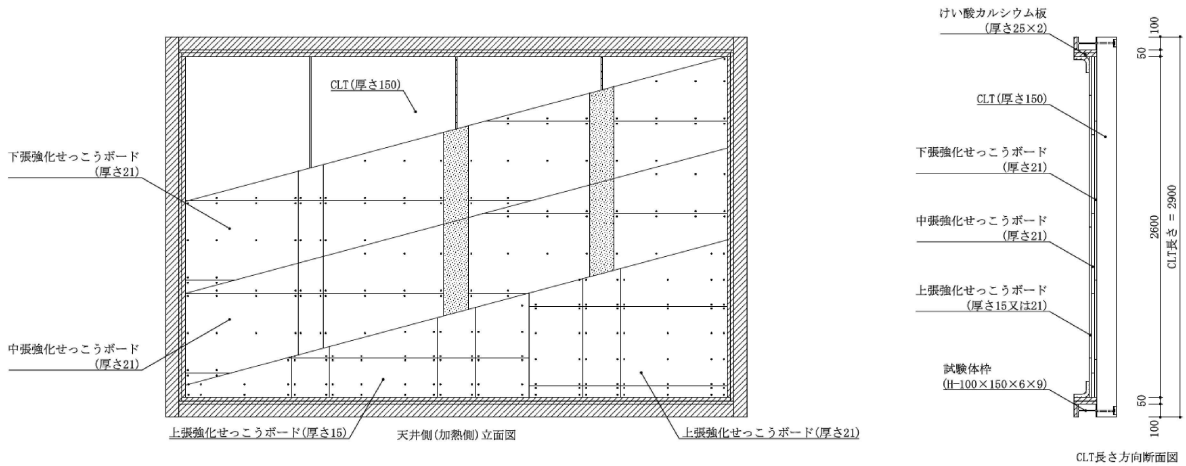 CLT(厚さ150)
下張強化せっこうボード
(厚さ21)
中張強化せっこうボード
(厚さ21)
上張強化せっこうボード(厚さ15)
天井側(加熱側)立面図
上張強化せっこうボード(厚さ21)
けい酸カルシウム板
(厚さ25×2)
CLT(厚さ150)
下張強化せっこうボード
(厚さ21)
中張強化せっこうボード
(厚さ21)
上張強化せっこうボード
(厚さ15又は21)
試験体枠
(H-100×150×6×9)
100
50
2600
CLT長さ = 2900
50
100
CLT長さ方向断面図